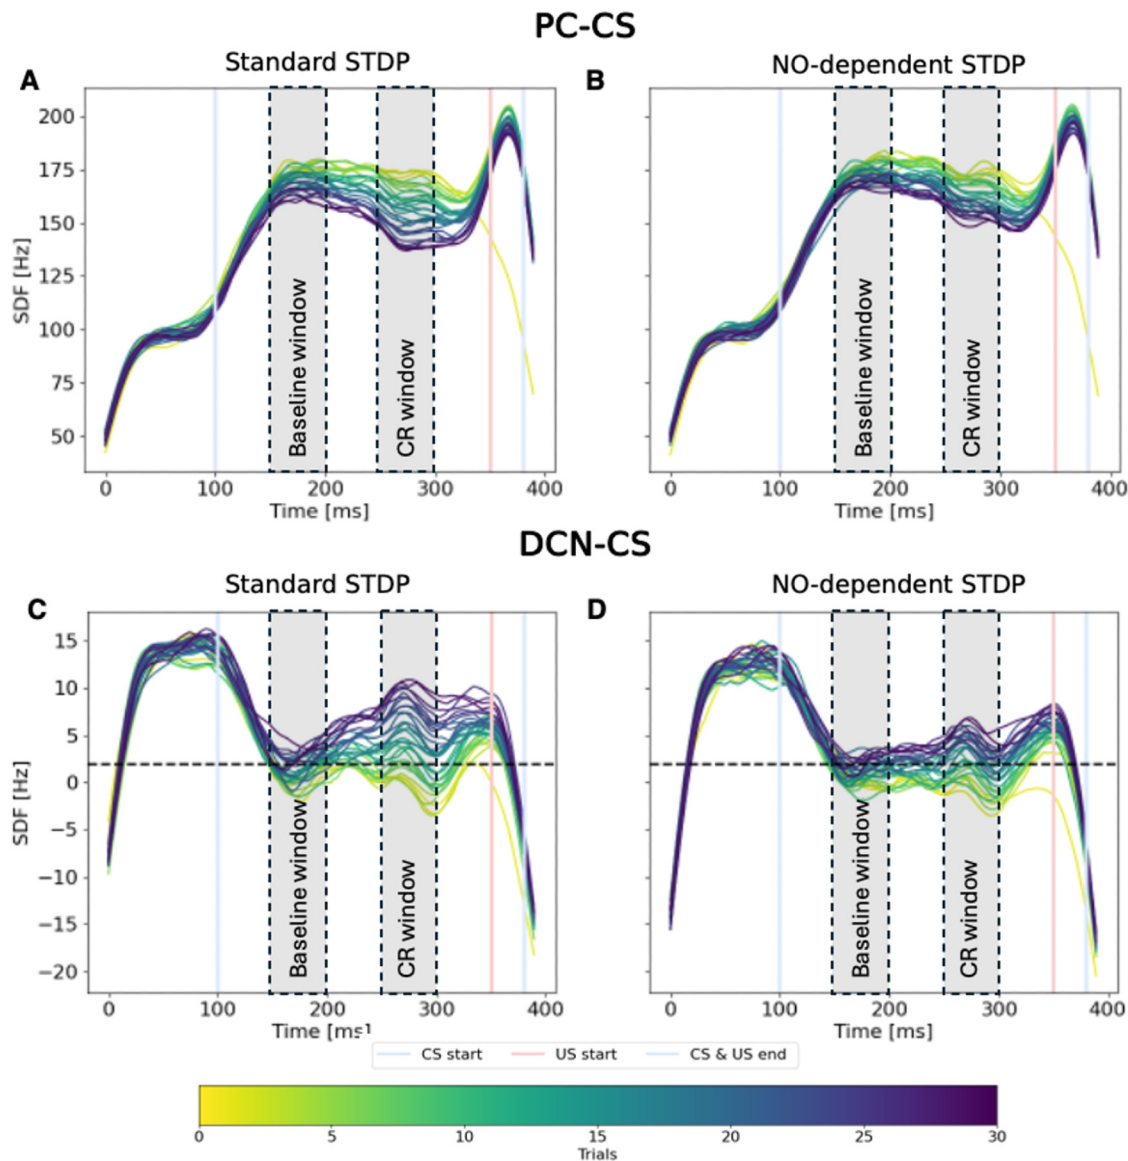 PC-CS
A
Standard STDP
B
NO-dependent STDP
SDF [Hz]
200
175
150
125
100
75
50
Baseline window
CR window
Baseline window
CR window
0 100 200 300 400
0 100 200 300 400
Time [ms]
Time [ms]
DCN-CS
C
Standard STDP
D
NO-dependent STDP
SDF [Hz]
15
10
5
0
−5
−10
−15
−20
Baseline window
CR window
Baseline window
CR window
0 100 200 300 400
0 100 200 300 400
Time [ms]
Time [ms]
CS start
US start
CS & US end
0 5 10 15 20 25 30
Trials